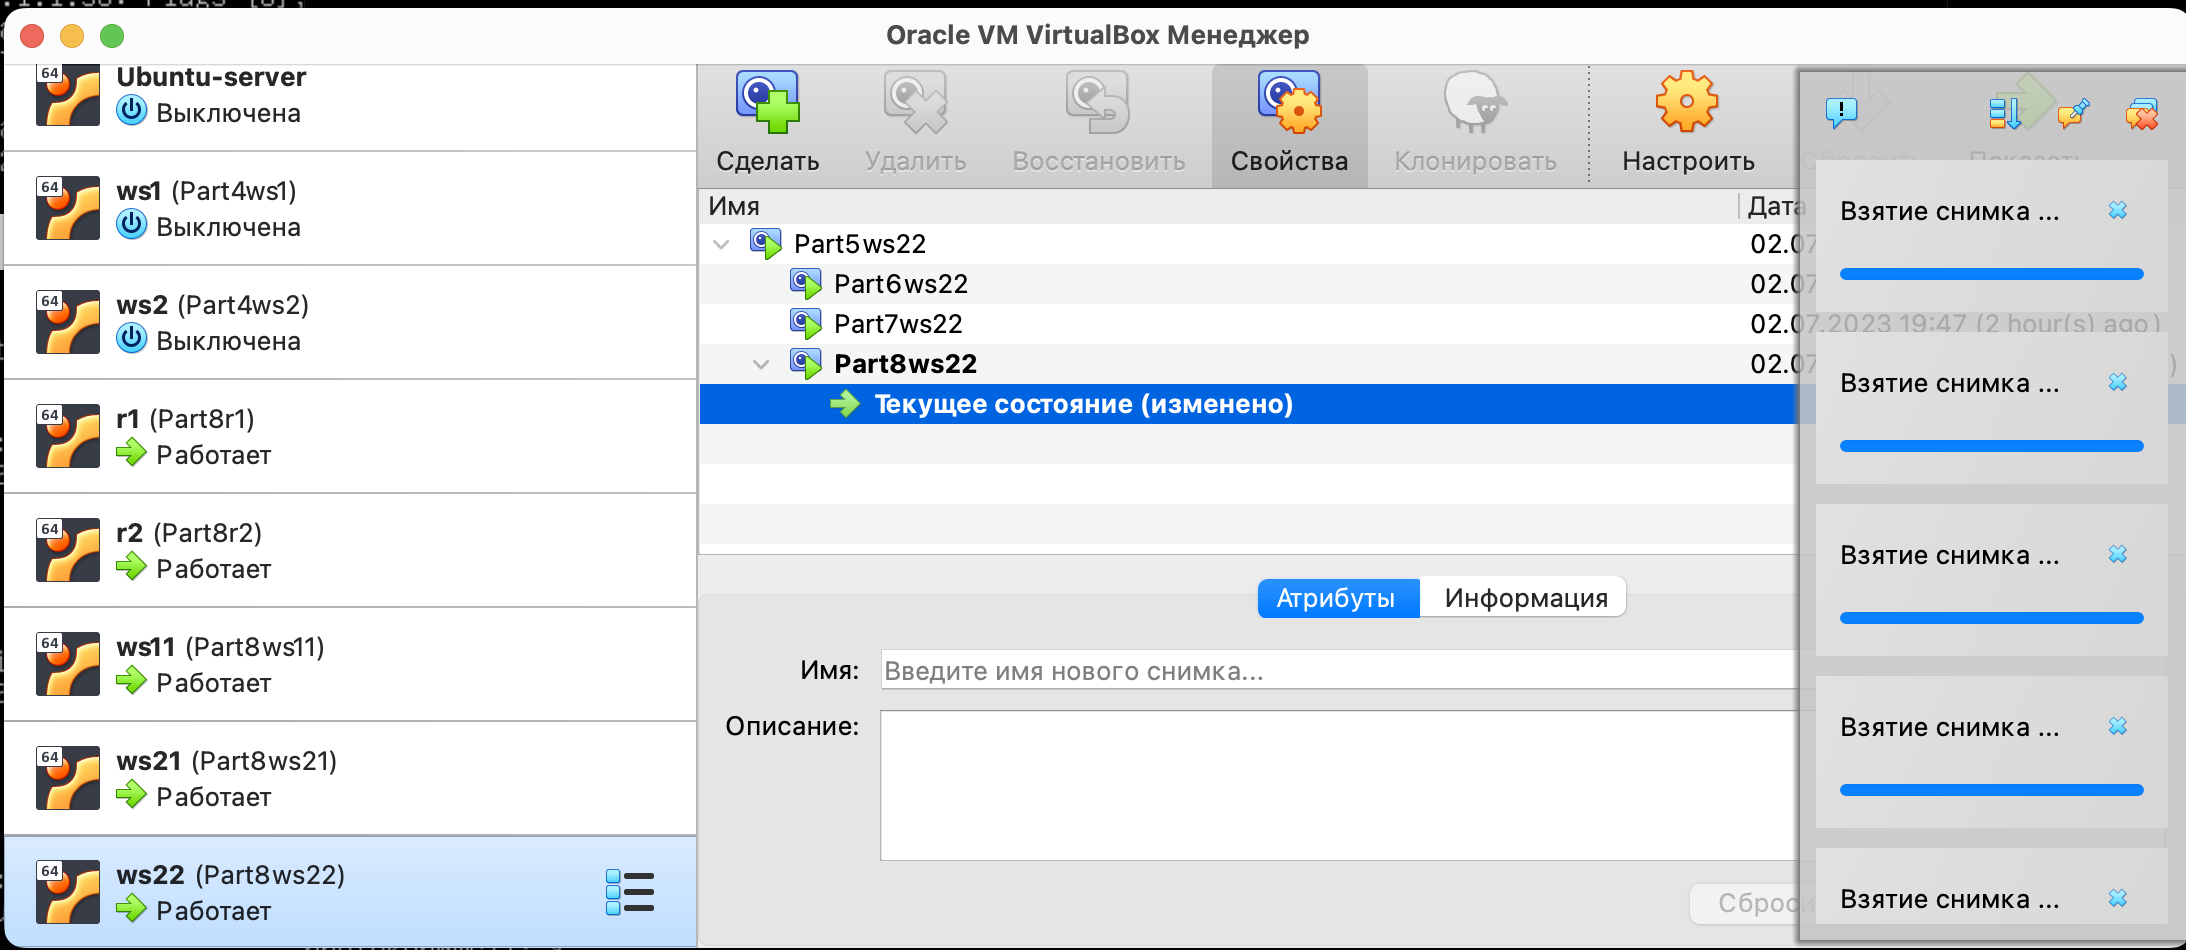 Oracle VM VirtualBox Менеджер
64
Ubuntu-server
Выключена
64
ws1 (Part4ws1)
Выключена
64
ws2 (Part4ws2)
Выключена
64
r1 (Part8r1)
Работает
64
r2 (Part8r2)
Работает
64
ws11 (Part8ws11)
Работает
64
ws21 (Part8ws21)
Работает
64
ws22 (Part8ws22)
Работает
Сделать
Удалить
Восстановить
Свойства
Клонировать
Настроить
Сбросить
Показать
Имя
Дата
Part5ws22
02.07
Part6ws22
02.07
Part7ws22
02.07.2023 19:47 (2 hour(s) ago)
Part8ws22
02.07
Текущее состояние (изменено)
Атрибуты
Информация
Имя:
Введите имя нового снимка...
Описание:
Сброси
Взятие снимка ...
Взятие снимка ...
Взятие снимка ...
Взятие снимка ...
Взятие снимка ...